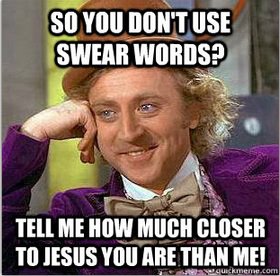 SO YOU DON'T USE
SWEAR WORDS?
TELL ME HOW MUCH CLOSER
TO JESUS YOU ARE THAN ME!
quickmeme.com